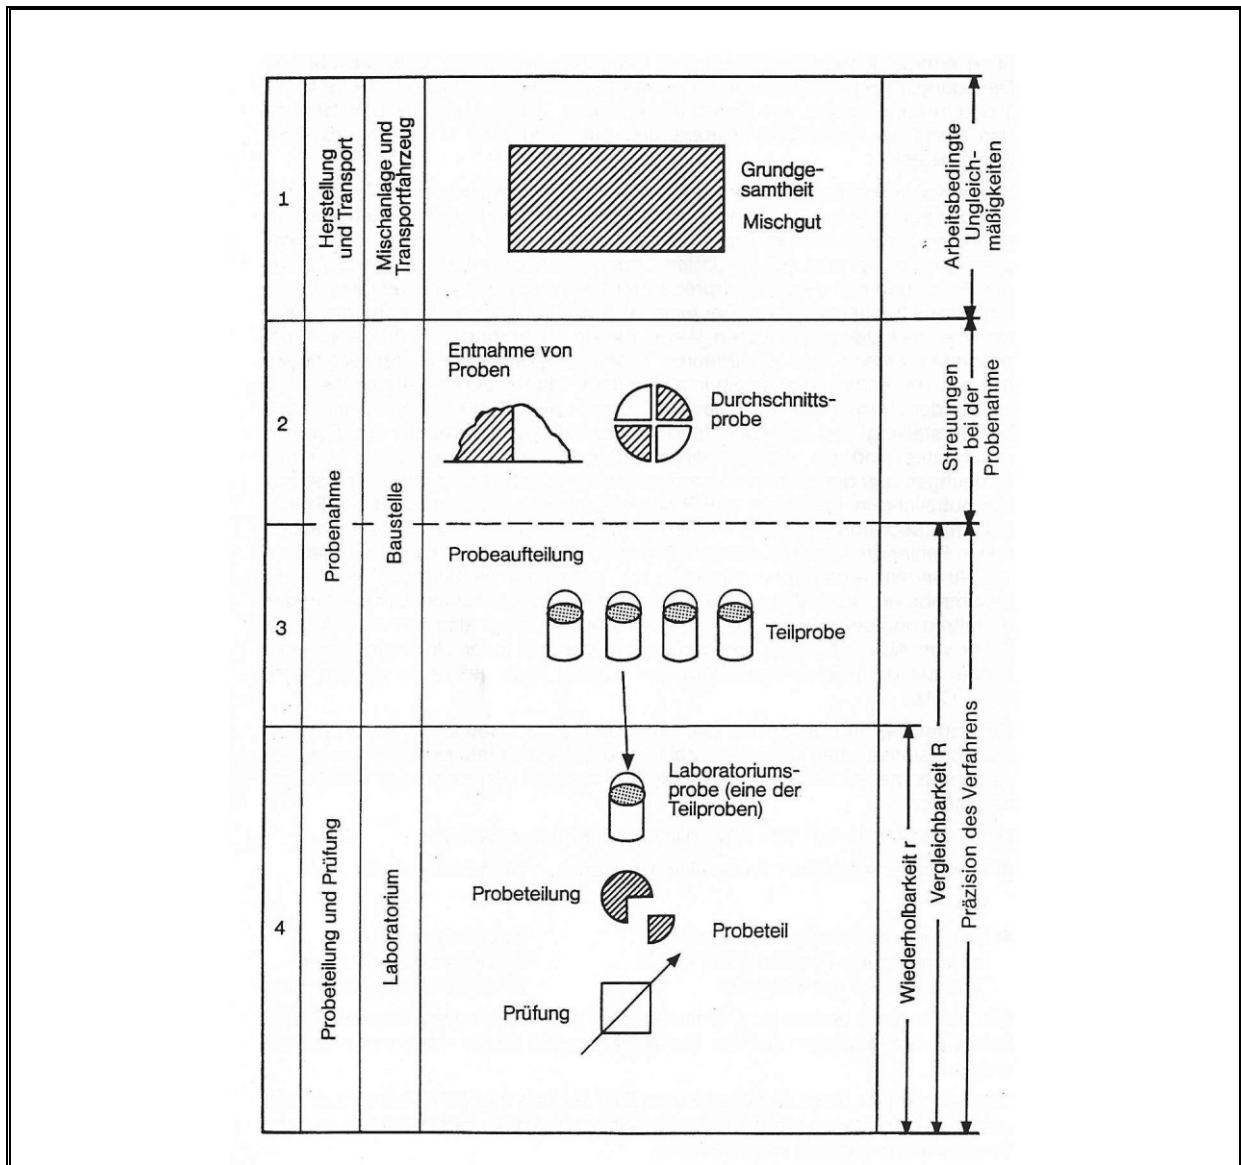 1
Herstellung
und Transport
Mischanlage und
Transportfahrzeug
Grundge-
samtheit
Mischgut
Arbeitsbedingte
Ungleich-
mäßigkeiten
2
Entnahme von
Proben
Durchschnitts-
probe
Streuungen
bei der
Probenahme
Probenahme
Baustelle
3
Probeaufteilung
Teilprobe
4
Probeteilung und Prüfung
Laboratorium
Laboratoriums-
probe (eine der
Teilproben)
Probeteilung
Probeteil
Prüfung
Wiederholbarkeit r
Vergleichbarkeit R
Präzision des Verfahrens